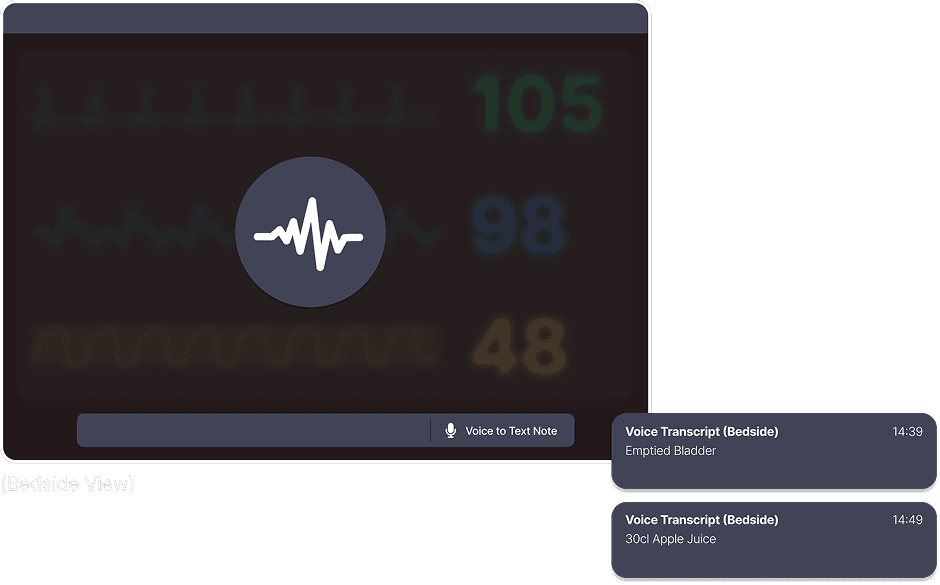 105
98
48
Voice to Text Note
(Bedside View)
Voice Transcript (Bedside) 14:39
Emptied Bladder
Voice Transcript (Bedside) 14:49
30cl Apple Juice